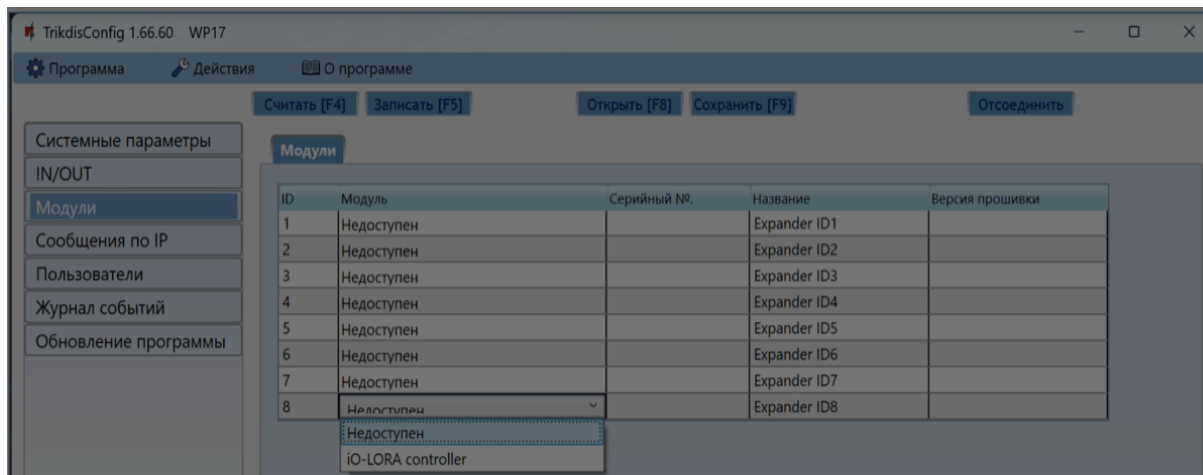 TrikdisConfig 1.66.60 WP17
Программа Действия О программе
Считать [F4] Записать [F5] Открыть [F8] Сохранить [F9] Отсоединить
Системные параметры
IN/OUT
Модули
Сообщения по IP
Пользователи
Журнал событий
Обновление программы
Модули
ID Модуль Серийный №. Название Версия прошивки
1 Недоступен Expander ID1
2 Недоступен Expander ID2
3 Недоступен Expander ID3
4 Недоступен Expander ID4
5 Недоступен Expander ID5
6 Недоступен Expander ID6
7 Недоступен Expander ID7
8 Недоступен Expander ID8
Недоступен
iO-LORA controller